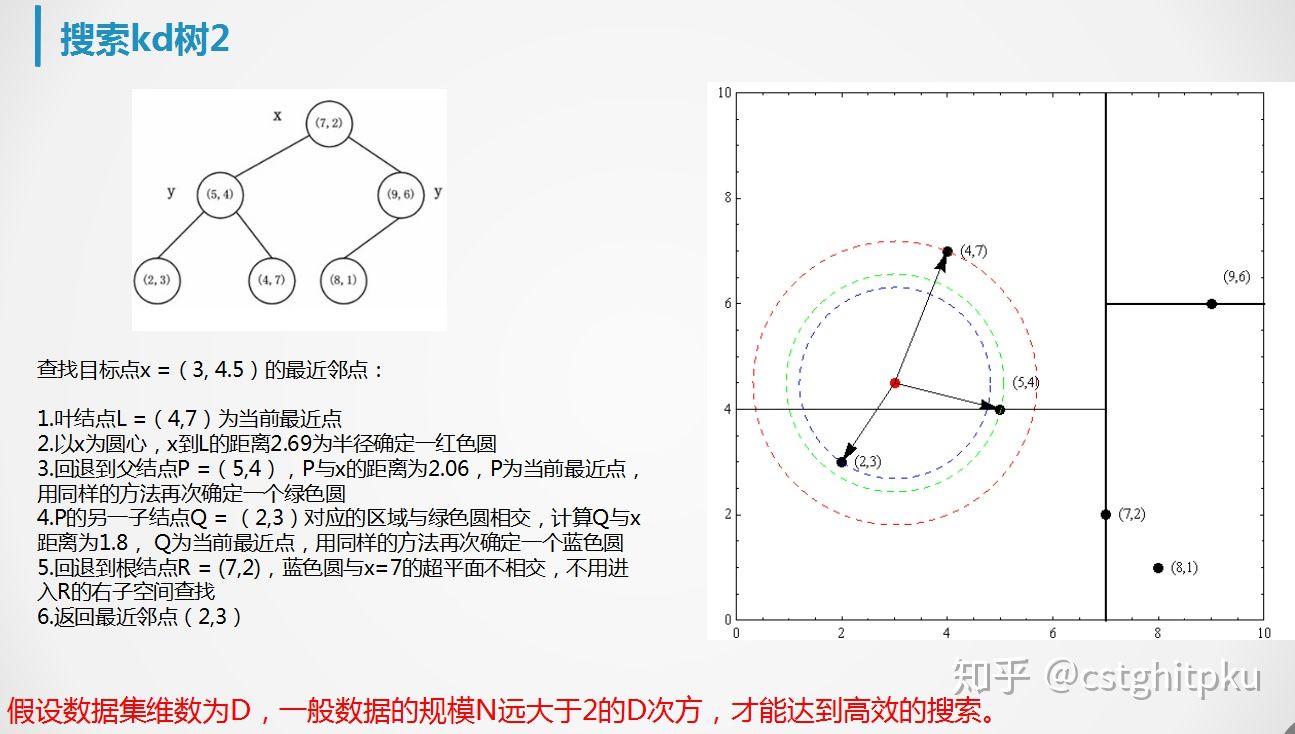 搜索kd树2
x
(7, 2)
y
(5, 4)
(9, 6)
y
(2, 3)
(4, 7)
(8, 1)
查找目标点x =（3, 4.5）的最近邻点：
1.叶结点L =（4,7）为当前最近点
2.以x为圆心，x到L的距离2.69为半径确定一红色圆
3.回退到父结点P =（5,4），P与x的距离为2.06，P为当前最近点，
用同样的方法再次确定一个绿色圆
4.P的另一子结点Q = （2,3）对应的区域与绿色圆相交，计算Q与x
距离为1.8， Q为当前最近点，用同样的方法再次确定一个蓝色圆
5.回退到根结点R = (7,2)，蓝色圆与x=7的超平面不相交，不用进
入R的右子空间查找
6.返回最近邻点（2,3）
10
8
(4,7)
(9,6)
6
(5,4)
4
(2,3)
2
(7,2)
(8,1)
0
0 2 4 6 8 10
知乎 @cstghitpku
假设数据集维数为D，一般数据的规模N远大于2的D次方，才能达到高效的搜索。